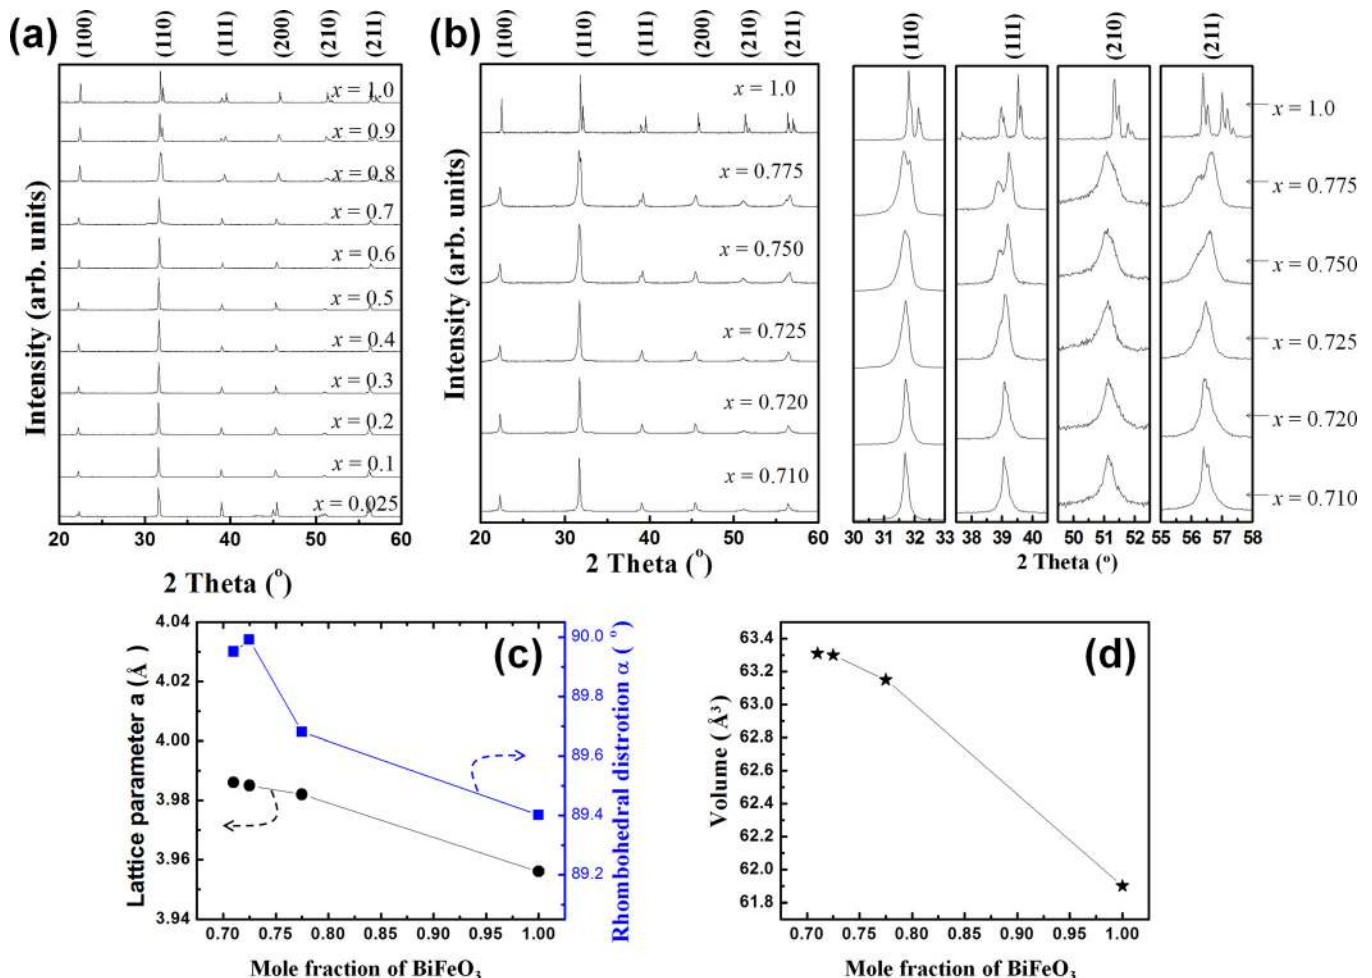 (a)
(100) (110) (111) (200) (210) (211)
x = 1.0
x = 0.9
x = 0.8
x = 0.7
x = 0.6
x = 0.5
x = 0.4
x = 0.3
x = 0.2
x = 0.1
x = 0.025
Intensity (arb. units)
20 30 40 50 60
2 Theta (°)
(b)
(100) (110) (111) (200) (210) (211)
x = 1.0
x = 0.775
x = 0.750
x = 0.725
x = 0.720
x = 0.710
Intensity (arb. units)
20 30 40 50 60
2 Theta (°)
(110) (111) (210) (211)
x = 1.0
x = 0.775
x = 0.750
x = 0.725
x = 0.720
x = 0.710
30 31 32 33 38 39 40 50 51 52 55 56 57 58
2 Theta (°)
(c)
4.04
4.02
4.00
3.98
3.96
3.94
Lattice parameter a (Å)
90.0
89.8
89.6
89.4
89.2
Rhombohedral distrotion α (°)
0.70 0.75 0.80 0.85 0.90 0.95 1.00
Mole fraction of BiFeO₃
(d)
63.4
63.2
63.0
62.8
62.6
62.4
62.2
62.0
61.8
Volume (Å³)
0.70 0.75 0.80 0.85 0.90 0.95 1.00
Mole fraction of BiFeO₃